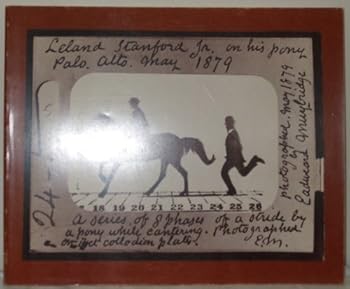 Leland Stanford Jr. on his pony
Palo. Alto. May 1879
photographed. May 1879
by
Eadweard Muybridge
24
18 19 20 21 22 23 24 25 26
A series of 8 phases of a stride by
a pony while cantering. Photographed
on wet collodion plates.
E.M.